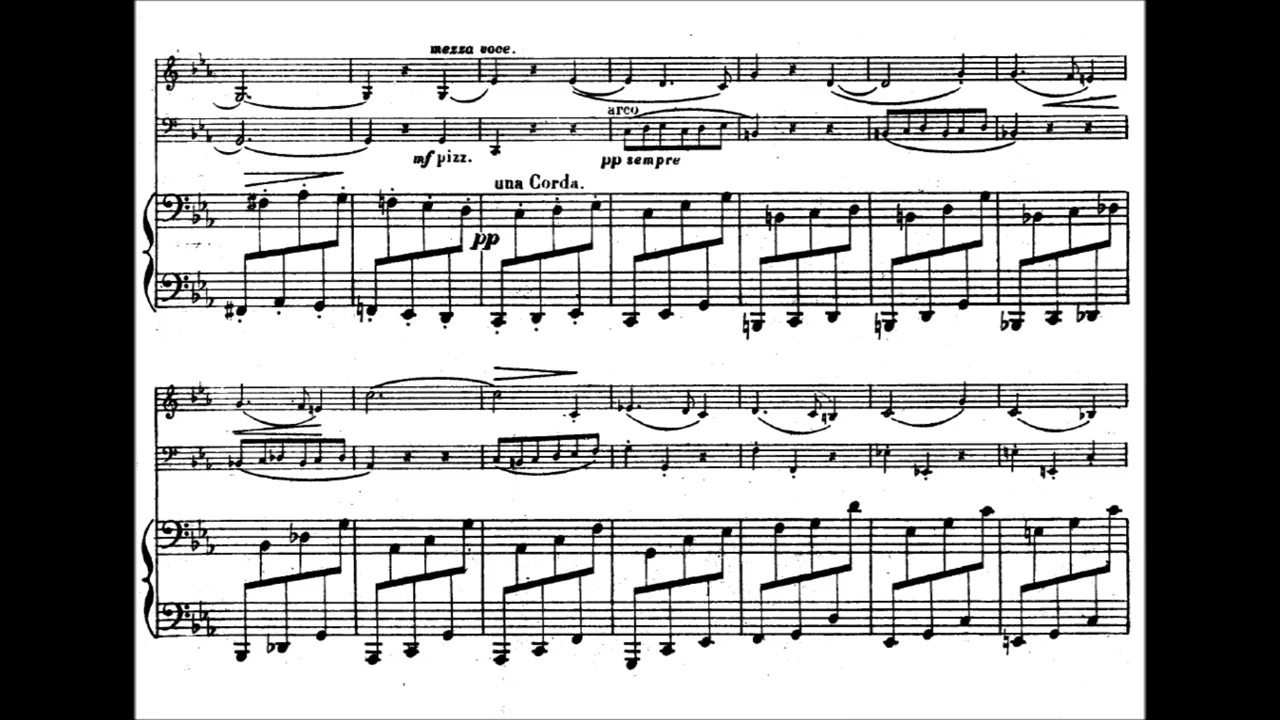 mezza voce.
arco
mf pizz.
pp sempre
una Corda.
pp